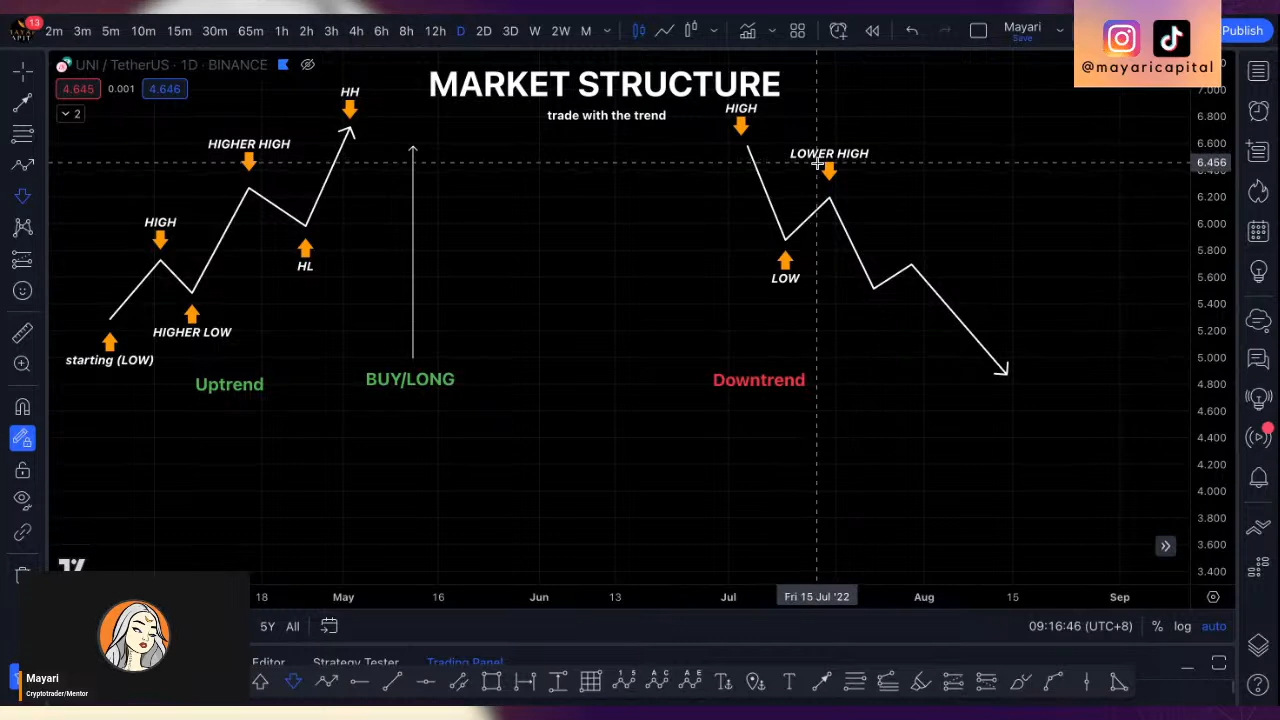 13
2m 3m 5m 10m 15m 30m 65m 1h 2h 3h 4h 6h 8h 12h D 2D 3D W 2W M
Mayari
Save
Publish
@mayaricapital
UNI / TetherUS · 1D · BINANCE
4.645 0.001 4.646
2
MARKET STRUCTURE
trade with the trend
HH
HIGHER HIGH
HIGH
HL
HIGHER LOW
starting (LOW)
Uptrend
BUY/LONG
HIGH
LOWER HIGH
LOW
Downtrend
7.000
6.800
6.600
6.456
6.200
6.000
5.800
5.600
5.400
5.200
5.000
4.800
4.600
4.400
4.200
4.000
3.800
3.600
3.400
18 May 16 Jun 13 Jul Fri 15 Jul '22 Aug 15 Sep
5Y All
09:16:46 (UTC+8) % log auto
Editor Strategy Tester Trading Panel
Mayari
Cryptotrader/Mentor